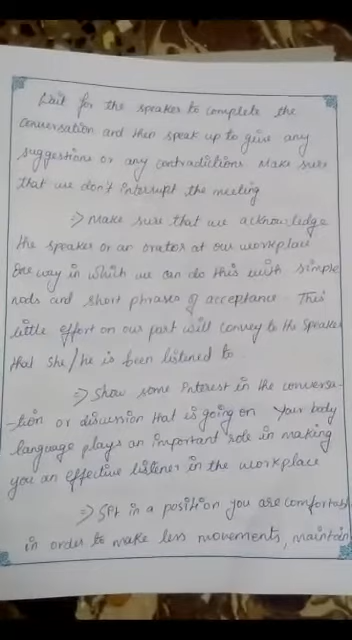 Wait for the speaker to complete the
conversation and then speak up to give any
suggestions or any contradictions. Make sure
that we don't interrupt the meeting
=> Make sure that we acknowledge
the speaker or an orator at our workplace
One way in which we can do this with simple
nods and short phrases of acceptance. This
little effort on our part will convey to the speaker
that she/he is been listened to.
=> Show some interest in the conversa-
-tion or discussion that is going on. Your body
language plays an important role in making
you an effective listener in the workplace
=> Sit in a position you are comfortab
in order to make less movements, maintain